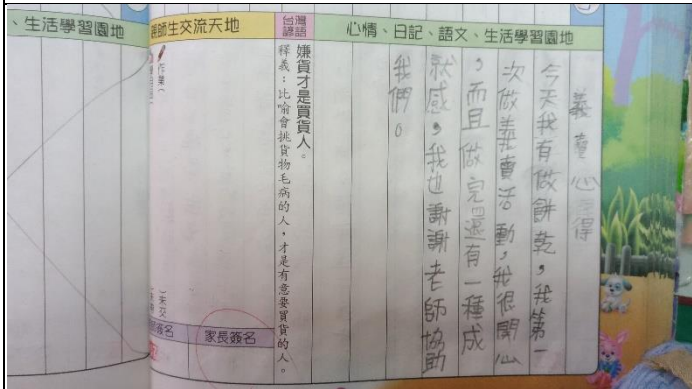 心情、日記、語文、生活學習園地
義賣心得
今天我有做餅乾，我第一
次做義賣活動，我很開心
，而且做完還有一種成
就感，我也謝謝老師協助
我們。
台灣諺語
嫌貨才是買貨人。
釋義：比喻會挑貨物毛病的人，才是有意要買貨的人。
師生交流天地
作業（
）未交
家長簽名
簽名
、生活學習園地